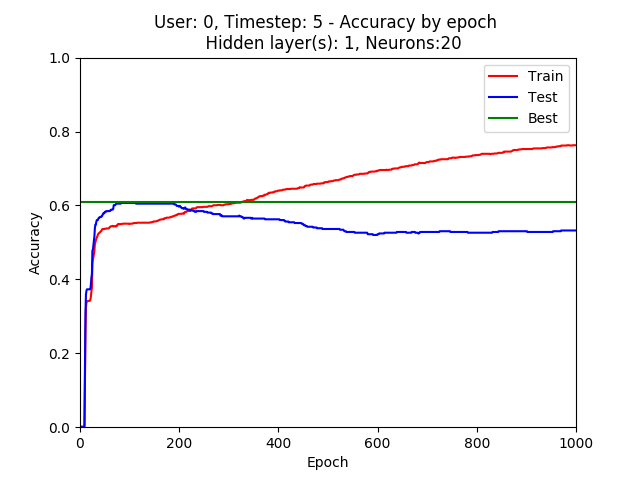 User: 0, Timestep: 5 - Accuracy by epoch
Hidden layer(s): 1, Neurons:20
1.0
0.8
0.6
0.4
0.2
0.0
Accuracy
Train
Test
Best
0 200 400 600 800 1000
Epoch